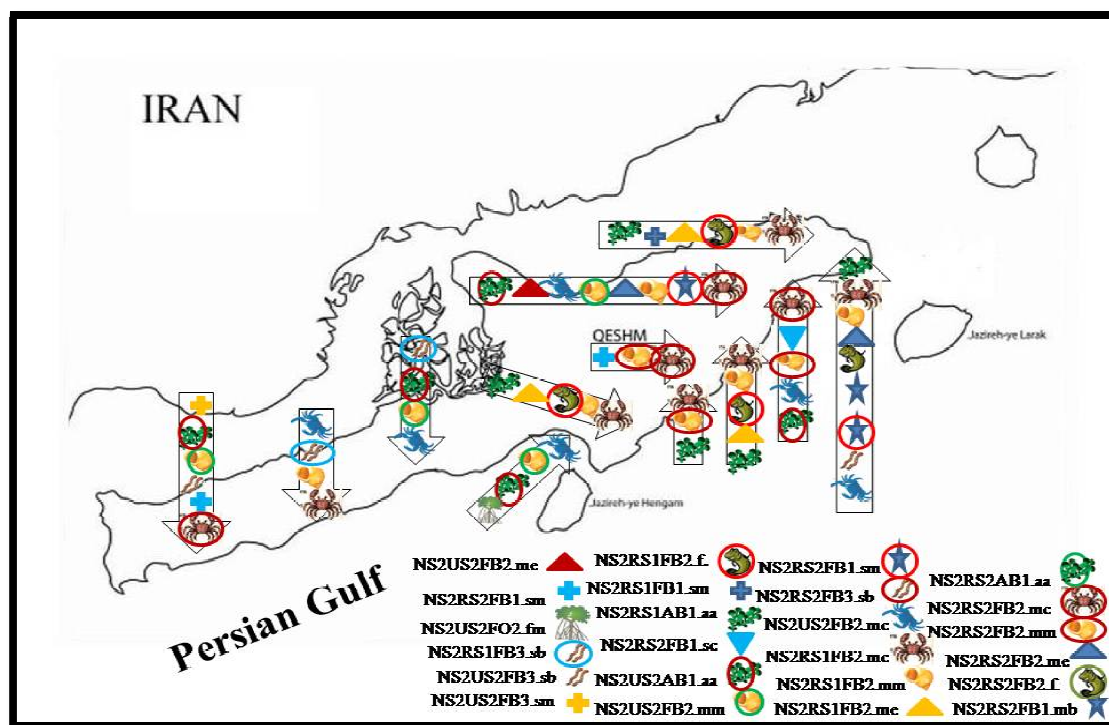 IRAN
QESHM
Jazireh-ye Larak
Jazireh-ye Hengam
Persian Gulf
NS2US2FB2.me NS2RS1FB2.f. NS2RS2FB1.sm NS2RS2AB1.aa
NS2RS2FB1.sm NS2RS1FB1.sm NS2RS2FB3.sb NS2RS2FB2.mc
NS2US2FO2.fm NS2RS1AB1.aa NS2US2FB2.mc NS2RS2FB2.mm
NS2RS1FB3.sb NS2RS2FB1.sc NS2RS1FB2.mc NS2RS2FB2.me
NS2US2FB3.sb NS2US2AB1.aa NS2RS1FB2.mm NS2RS2FB2.f.
NS2US2FB3.sm NS2US2FB2.mm NS2RS1FB2.me NS2RS2FB1.mb